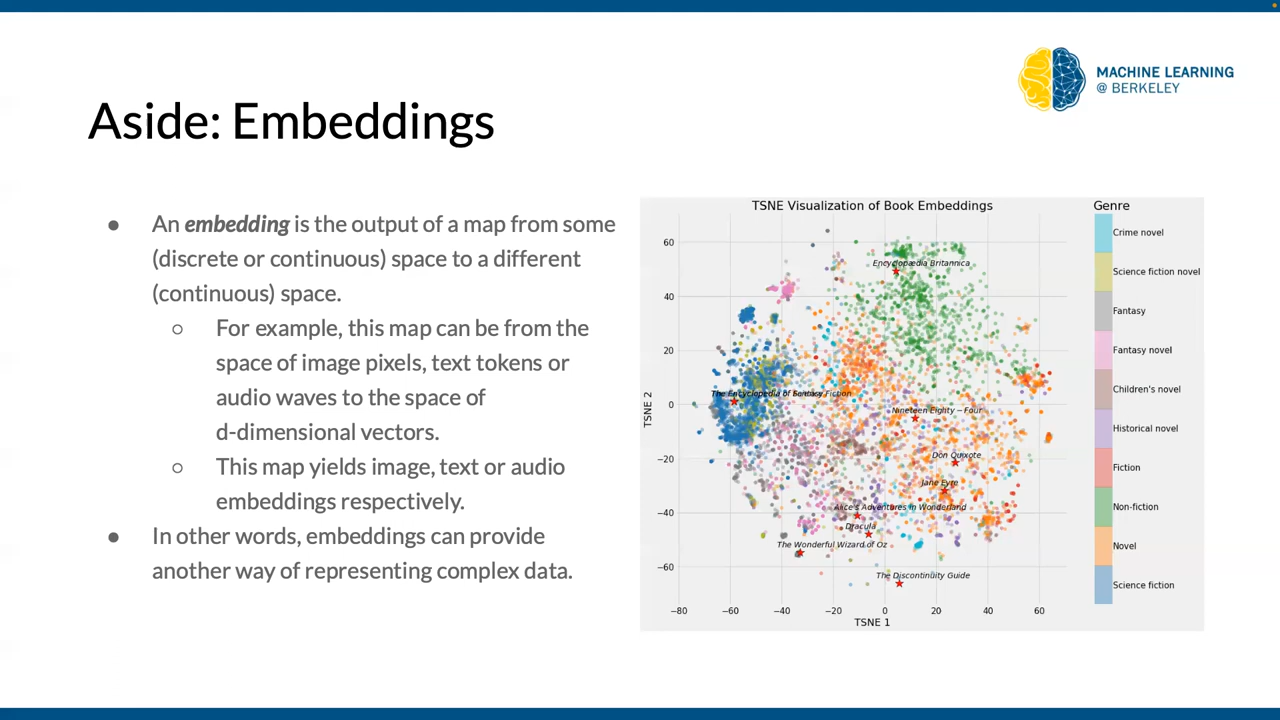 MACHINE LEARNING
@ BERKELEY
Aside: Embeddings
● An embedding is the output of a map from some
(discrete or continuous) space to a different
(continuous) space.
○ For example, this map can be from the
space of image pixels, text tokens or
audio waves to the space of
d-dimensional vectors.
○ This map yields image, text or audio
embeddings respectively.
● In other words, embeddings can provide
another way of representing complex data.
TSNE Visualization of Book Embeddings
TSNE 2
60
40
20
0
−20
−40
−60
Encyclopædia Britannica
The Encyclopedia of
Fiction
Nineteen Eighty − Four
Don Quixote
Jane Eyre
Alice's Adventures in Wonderland
Dracula
The Wonderful Wizard of Oz
The Discontinuity Guide
−80 −60 −40 −20 0 20 40 60
TSNE 1
Genre
Crime novel
Science fiction novel
Fantasy
Fantasy novel
Children's novel
Historical novel
Fiction
Non-fiction
Novel
Science fiction